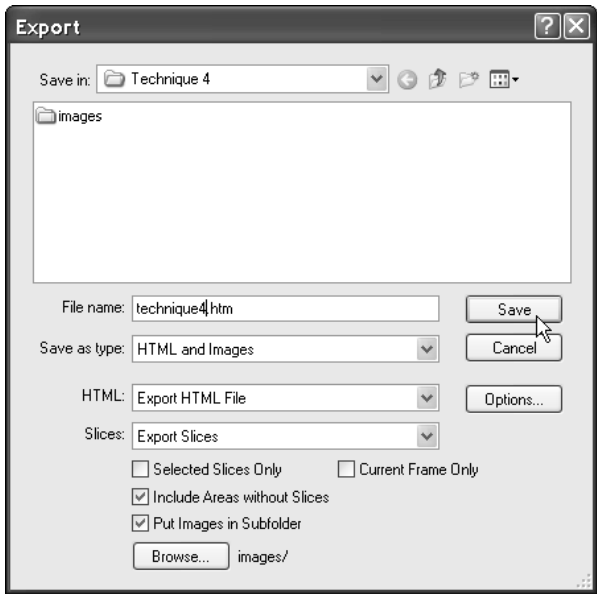 Export
Save in: Technique 4
images
File name: technique4.htm
Save
Save as type: HTML and Images
Cancel
HTML: Export HTML File
Options...
Slices: Export Slices
Selected Slices Only Current Frame Only
Include Areas without Slices
Put Images in Subfolder
Browse... images/